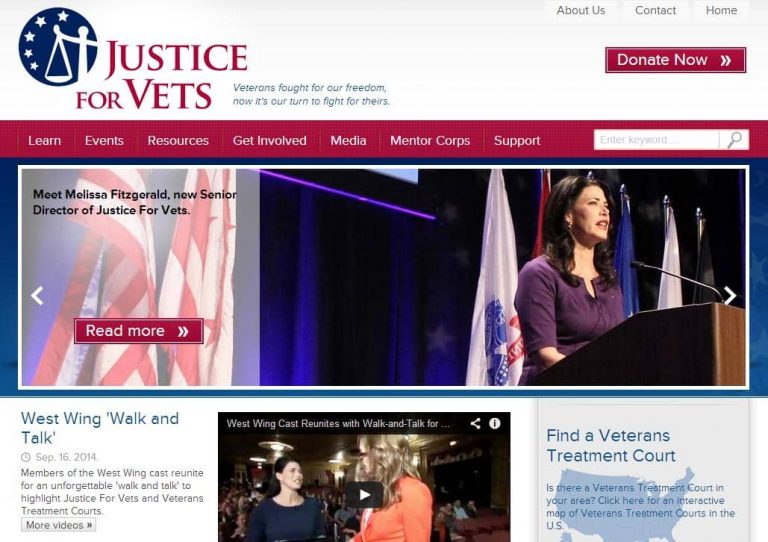 About Us
Contact
Home
JUSTICE
FOR VETS
Veterans fought for our freedom,
now it's our turn to fight for theirs.
Donate Now »
Learn
Events
Resources
Get Involved
Media
Mentor Corps
Support
Enter keyword...
Meet Melissa Fitzgerald, new Senior
Director of Justice For Vets.
Read more »
West Wing 'Walk and
Talk'
Sep. 16. 2014.
Members of the West Wing cast reunite
for an unforgettable 'walk and talk' to
highlight Justice For Vets and Veterans
Treatment Courts.
More videos »
West Wing Cast Reunites with Walk-and-Talk for ...
Find a Veterans
Treatment Court
Is there a Veterans Treatment Court in
your area? Click here for an interactive
map of Veterans Treatment Courts in the
U.S.